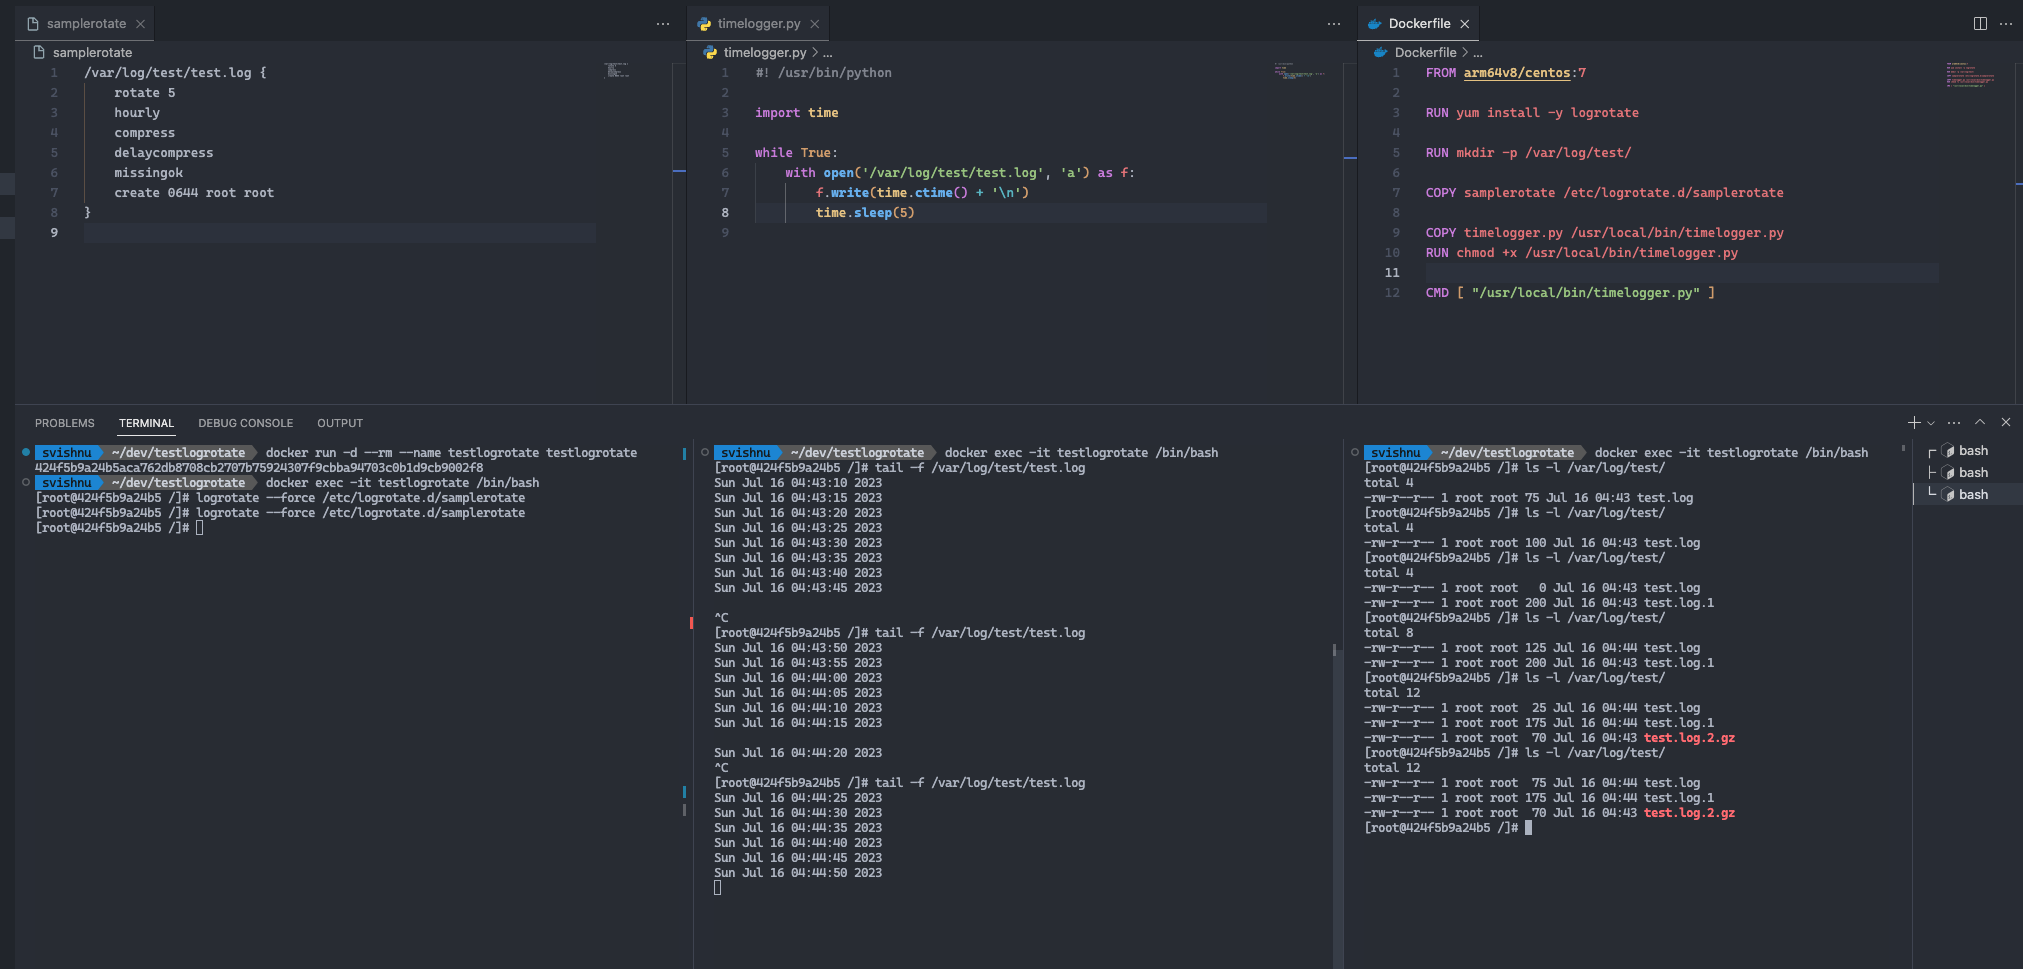 samplerotate
samplerotate
1 /var/log/test/test.log {
2     rotate 5
3     hourly
4     compress
5     delaycompress
6     missingok
7     create 0644 root root
8 }
9
timelogger.py
timelogger.py > ...
1 #! /usr/bin/python
2
3 import time
4
5 while True:
6     with open('/var/log/test/test.log', 'a') as f:
7         f.write(time.ctime() + '\n')
8         time.sleep(5)
9
Dockerfile
Dockerfile > ...
1 FROM arm64v8/centos:7
2
3 RUN yum install -y logrotate
4
5 RUN mkdir -p /var/log/test/
6
7 COPY samplerotate /etc/logrotate.d/samplerotate
8
9 COPY timelogger.py /usr/local/bin/timelogger.py
10 RUN chmod +x /usr/local/bin/timelogger.py
11
12 CMD [ "/usr/local/bin/timelogger.py" ]
PROBLEMS TERMINAL DEBUG CONSOLE OUTPUT
svishnu ~/dev/testlogrotate docker run -d --rm --name testlogrotate testlogrotate
424f5b9a24b5aca762db8708cb2707b75924307f9cbba94703c0b1d9cb9002f8
svishnu ~/dev/testlogrotate docker exec -it testlogrotate /bin/bash
[root@424f5b9a24b5 /]# logrotate --force /etc/logrotate.d/samplerotate
[root@424f5b9a24b5 /]# logrotate --force /etc/logrotate.d/samplerotate
[root@424f5b9a24b5 /]#
svishnu ~/dev/testlogrotate docker exec -it testlogrotate /bin/bash
[root@424f5b9a24b5 /]# tail -f /var/log/test/test.log
Sun Jul 16 04:43:10 2023
Sun Jul 16 04:43:15 2023
Sun Jul 16 04:43:20 2023
Sun Jul 16 04:43:25 2023
Sun Jul 16 04:43:30 2023
Sun Jul 16 04:43:35 2023
Sun Jul 16 04:43:40 2023
Sun Jul 16 04:43:45 2023
^C
[root@424f5b9a24b5 /]# tail -f /var/log/test/test.log
Sun Jul 16 04:43:50 2023
Sun Jul 16 04:43:55 2023
Sun Jul 16 04:44:00 2023
Sun Jul 16 04:44:05 2023
Sun Jul 16 04:44:10 2023
Sun Jul 16 04:44:15 2023
Sun Jul 16 04:44:20 2023
^C
[root@424f5b9a24b5 /]# tail -f /var/log/test/test.log
Sun Jul 16 04:44:25 2023
Sun Jul 16 04:44:30 2023
Sun Jul 16 04:44:35 2023
Sun Jul 16 04:44:40 2023
Sun Jul 16 04:44:45 2023
Sun Jul 16 04:44:50 2023
svishnu ~/dev/testlogrotate docker exec -it testlogrotate /bin/bash
[root@424f5b9a24b5 /]# ls -l /var/log/test/
total 4
-rw-r--r-- 1 root root 75 Jul 16 04:43 test.log
[root@424f5b9a24b5 /]# ls -l /var/log/test/
total 4
-rw-r--r-- 1 root root 100 Jul 16 04:43 test.log
[root@424f5b9a24b5 /]# ls -l /var/log/test/
total 4
-rw-r--r-- 1 root root   0 Jul 16 04:43 test.log
-rw-r--r-- 1 root root 200 Jul 16 04:43 test.log.1
[root@424f5b9a24b5 /]# ls -l /var/log/test/
total 8
-rw-r--r-- 1 root root 125 Jul 16 04:44 test.log
-rw-r--r-- 1 root root 200 Jul 16 04:43 test.log.1
[root@424f5b9a24b5 /]# ls -l /var/log/test/
total 12
-rw-r--r-- 1 root root  25 Jul 16 04:44 test.log
-rw-r--r-- 1 root root 175 Jul 16 04:44 test.log.1
-rw-r--r-- 1 root root  70 Jul 16 04:43 test.log.2.gz
[root@424f5b9a24b5 /]# ls -l /var/log/test/
total 12
-rw-r--r-- 1 root root  75 Jul 16 04:44 test.log
-rw-r--r-- 1 root root 175 Jul 16 04:44 test.log.1
-rw-r--r-- 1 root root  70 Jul 16 04:43 test.log.2.gz
[root@424f5b9a24b5 /]#
bash
bash
bash